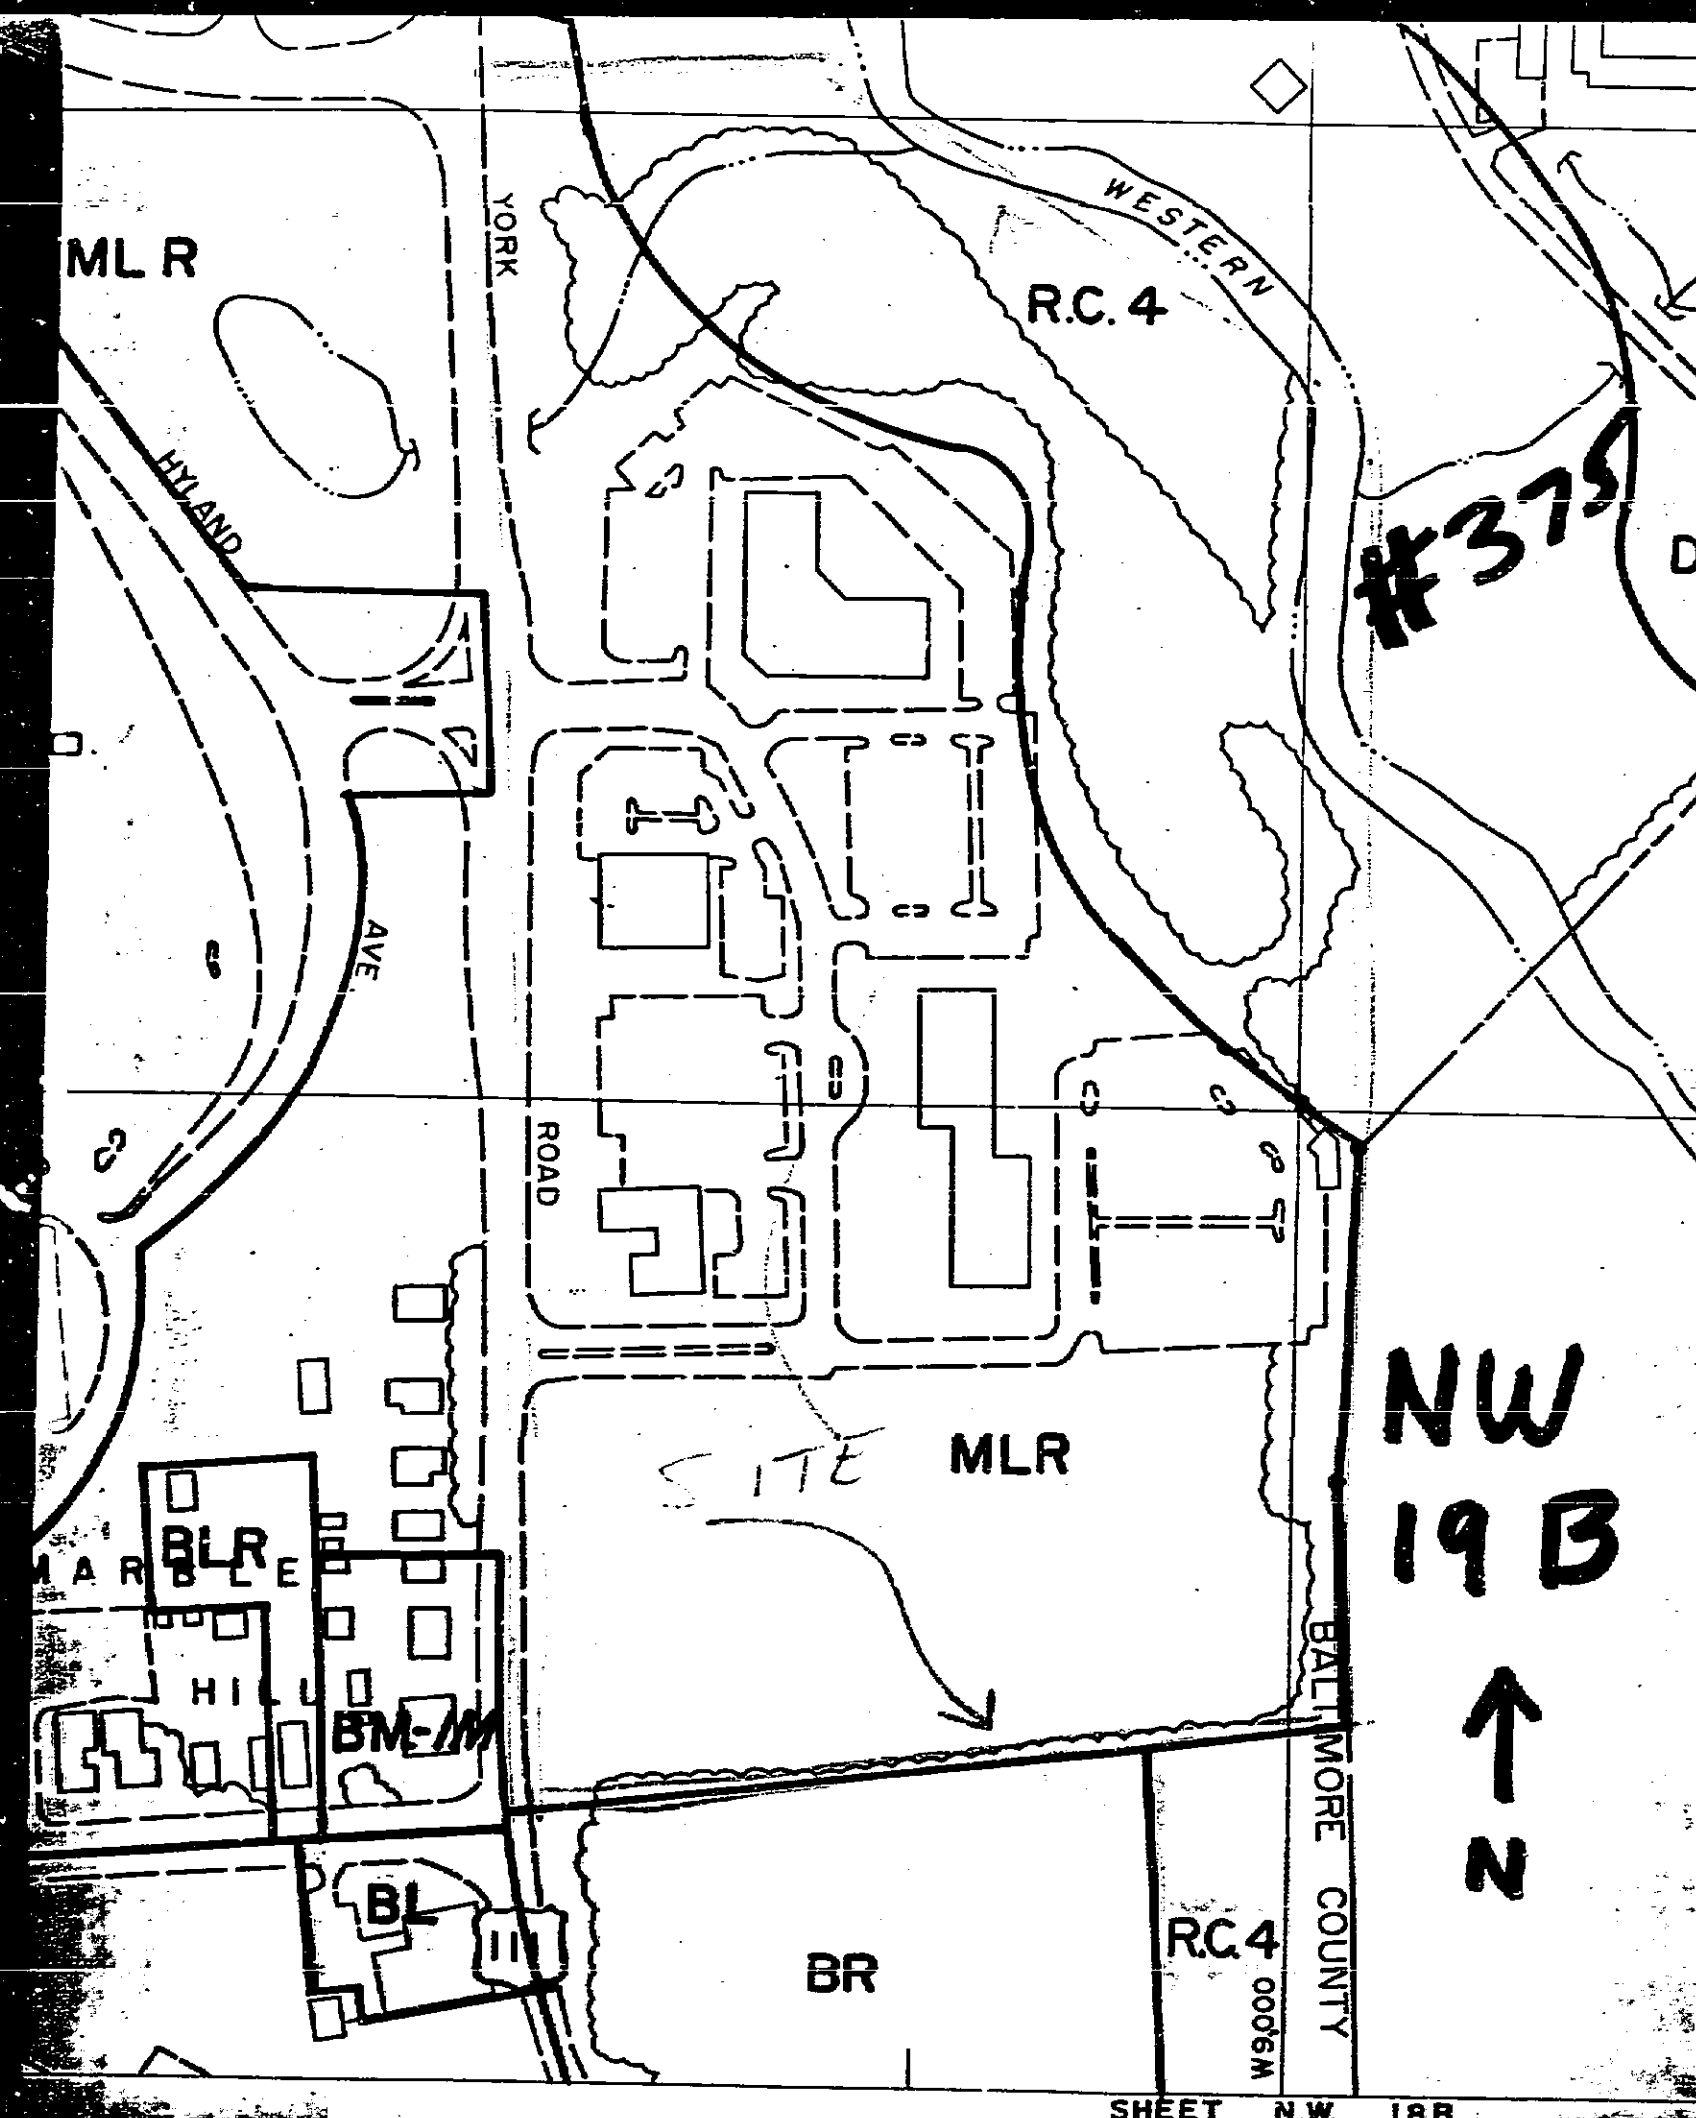 YORK
WESTERN
ML R
R.C. 4
#375
HYLAND
D
AVE.
ROAD
NW
19 B
SITE
MLR
BLR
MARBLE
HILL
BM-M
BALTIMORE COUNTY
N
BL
111
BR
R.C. 4
W9000
SHEET N.W. 18B